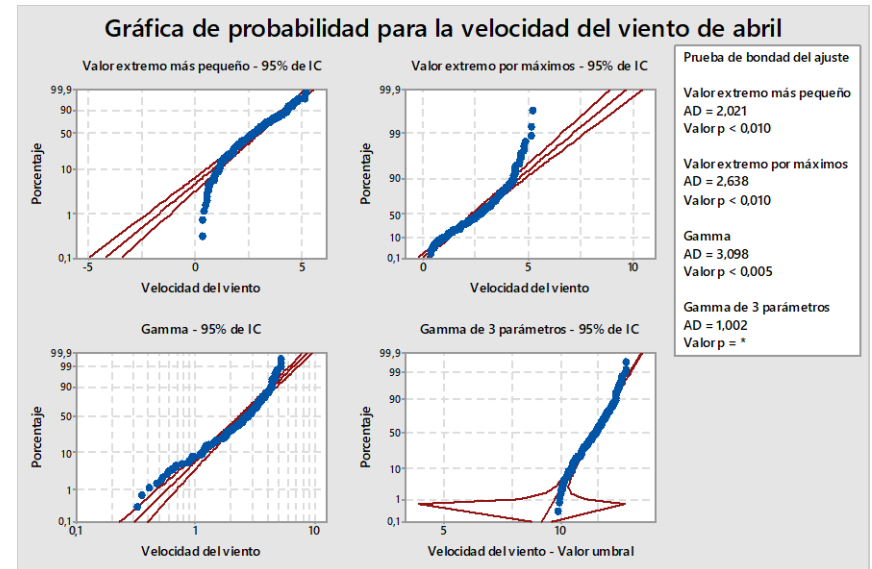 Gráfica de probabilidad para la velocidad del viento de abril
Valor extremo más pequeño - 95% de IC
99,9
90
50
10
1
0,1
Porcentaje
-5
0
5
Velocidad del viento
Valor extremo por máximos - 95% de IC
99,9
99
90
50
10
0,1
Porcentaje
0
5
10
Velocidad del viento
Gamma - 95% de IC
99,9
99
90
50
10
1
0,1
Porcentaje
0,1
1
10
Velocidad del viento
Gamma de 3 parámetros - 95% de IC
99,9
99
90
50
10
1
0,1
Porcentaje
5
10
Velocidad del viento - Valor umbral
Prueba de bondad del ajuste
Valor extremo más pequeño
AD = 2,021
Valor p < 0,010
Valor extremo por máximos
AD = 2,638
Valor p < 0,010
Gamma
AD = 3,098
Valor p < 0,005
Gamma de 3 parámetros
AD = 1,002
Valor p = *